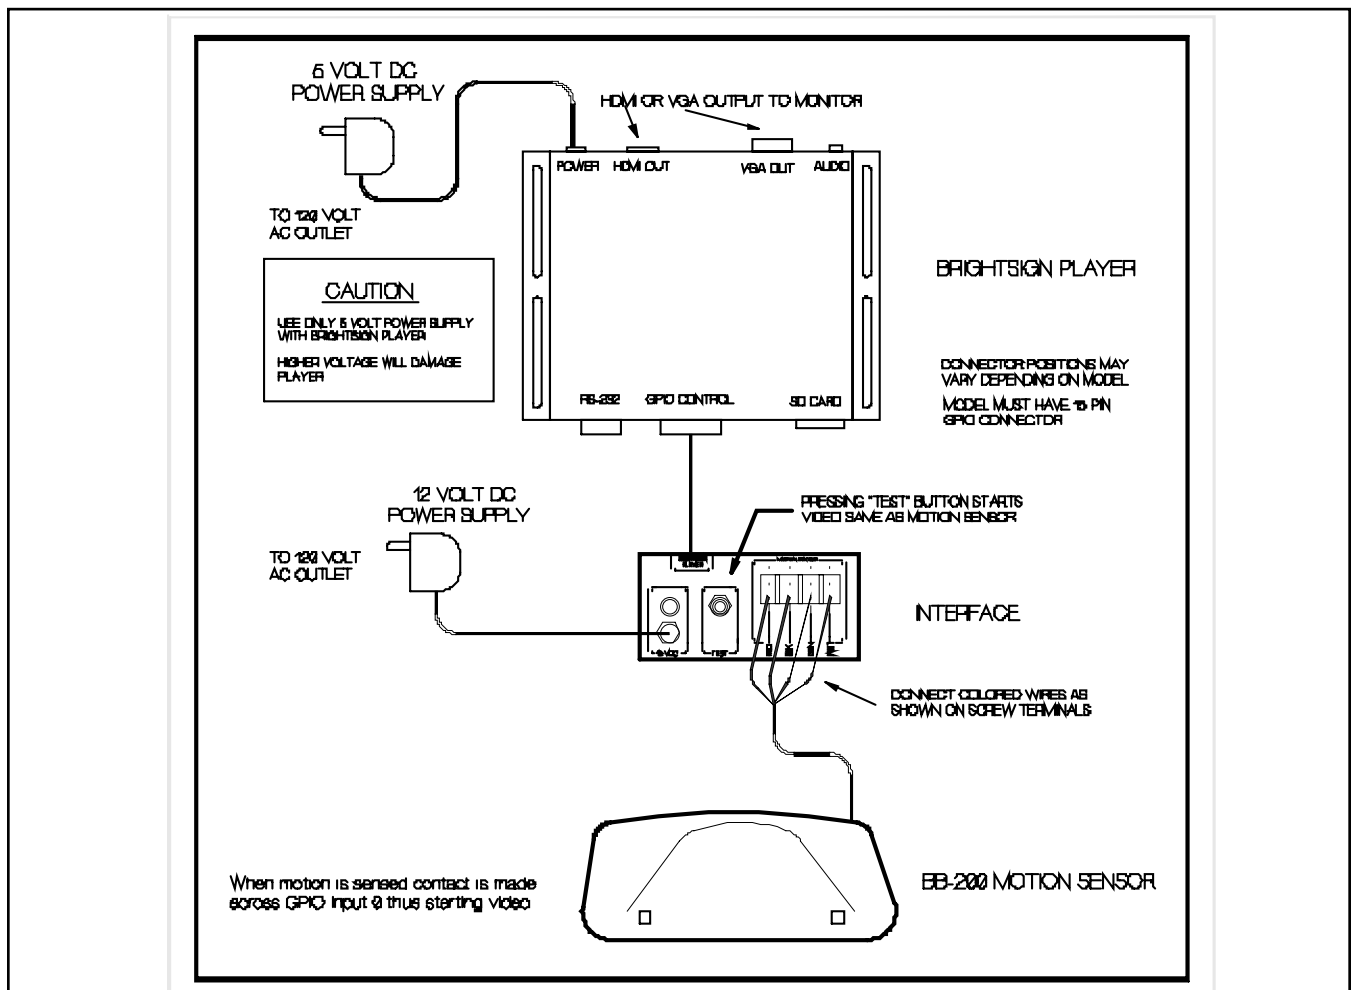 5 VOLT DC
POWER SUPPLY
HDMI OR VGA OUTPUT TO MONITOR
POWER
HDMI OUT
VGA OUT
AUDIO
TO 120 VOLT
AC OUTLET
BRIGHTSIGN PLAYER
CAUTION
USE ONLY 5 VOLT POWER SUPPLY
WITH BRIGHTSIGN PLAYER
HIGHER VOLTAGE WILL DAMAGE
PLAYER
CONNECTOR POSITIONS MAY
VARY DEPENDING ON MODEL
MODEL MUST HAVE 15 PIN
GPIO CONNECTOR
RS-232
GPIO CONTROL
SD CARD
12 VOLT DC
POWER SUPPLY
PRESSING "TEST" BUTTON STARTS
VIDEO SAME AS MOTION SENSOR
TO 120 VOLT
AC OUTLET
INTERFACE
12 VDC
TEST
CONNECT COLORED WIRES AS
SHOWN ON SCREW TERMINALS
When motion is sensed contact is made
across GPIO input 0 thus starting video
BB-200 MOTION SENSOR